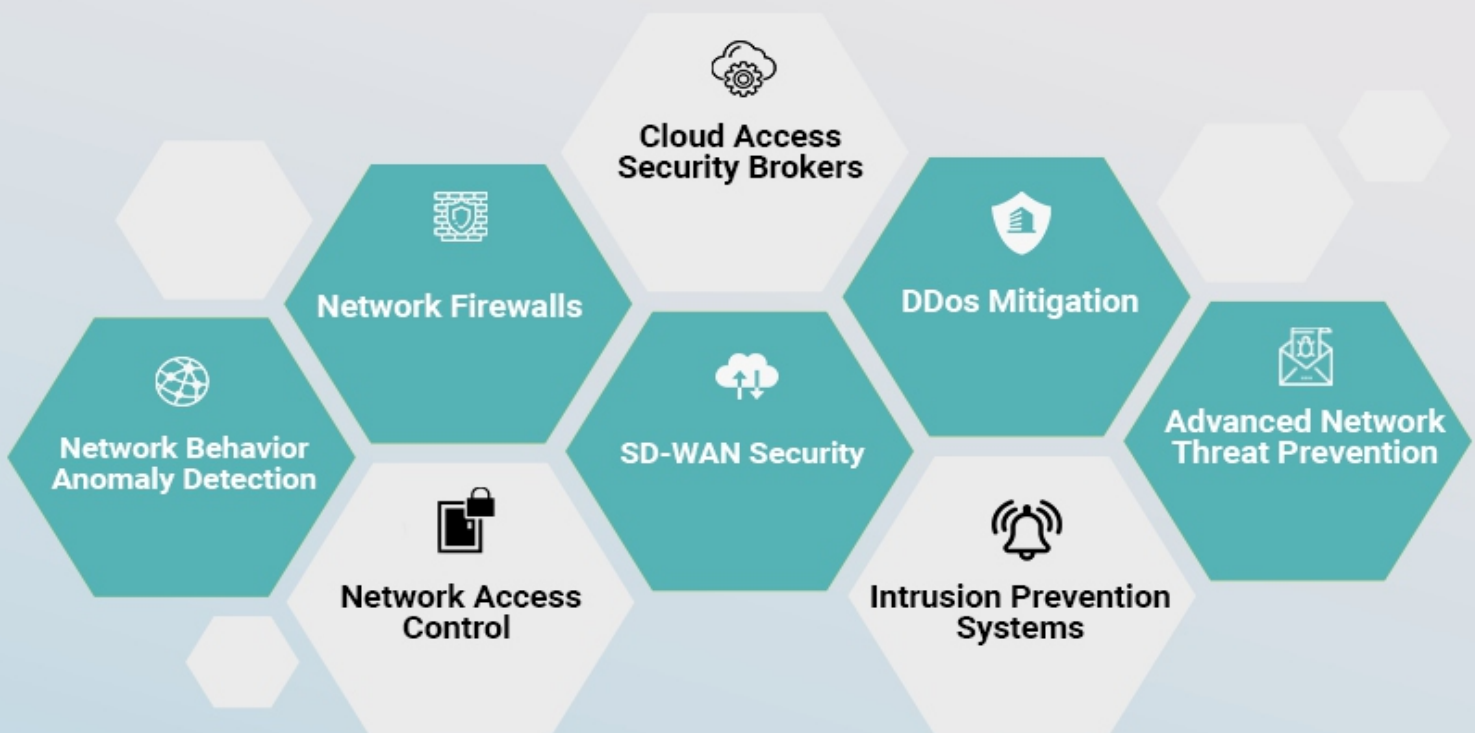 Cloud Access
Security Brokers
Network Firewalls
DDos Mitigation
Network Behavior
Anomaly Detection
SD-WAN Security
Advanced Network
Threat Prevention
Network Access
Control
Intrusion Prevention
Systems